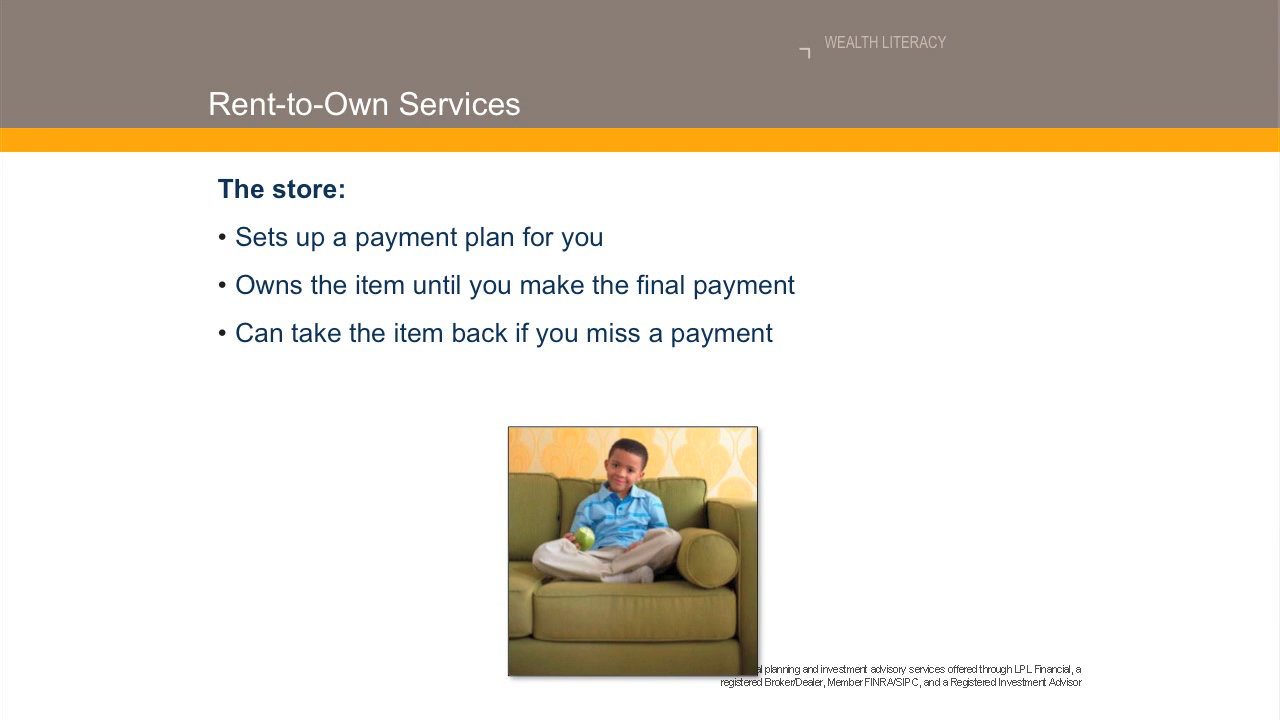 WEALTH LITERACY
Rent-to-Own Services
The store:
• Sets up a payment plan for you
• Owns the item until you make the final payment
• Can take the item back if you miss a payment
planning and investment advisory services offered through LPL Financial, a
registered Broker/Dealer, Member FINRA/SIPC, and a Registered Investment Advisor